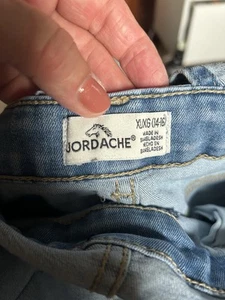 JORDACHE®
XL/XG (14-16)
MADE IN
BANGLADESH
HECHO EN
BANGLADESH